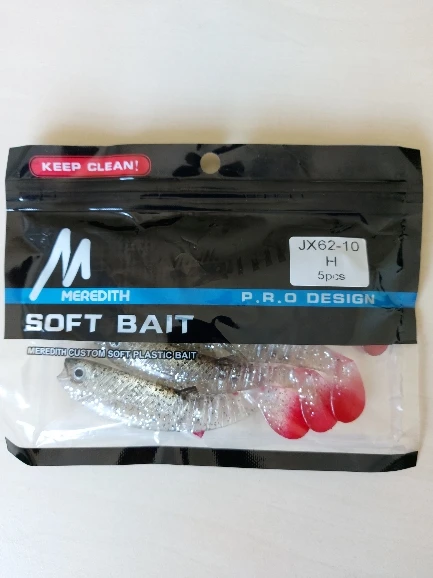 KEEP CLEAN!
JX62-10
H
5pcs
M
MEREDITH
P.R.O DESIGN
SOFT BAIT
MEREDITH CUSTOM SOFT PLASTIC BAIT